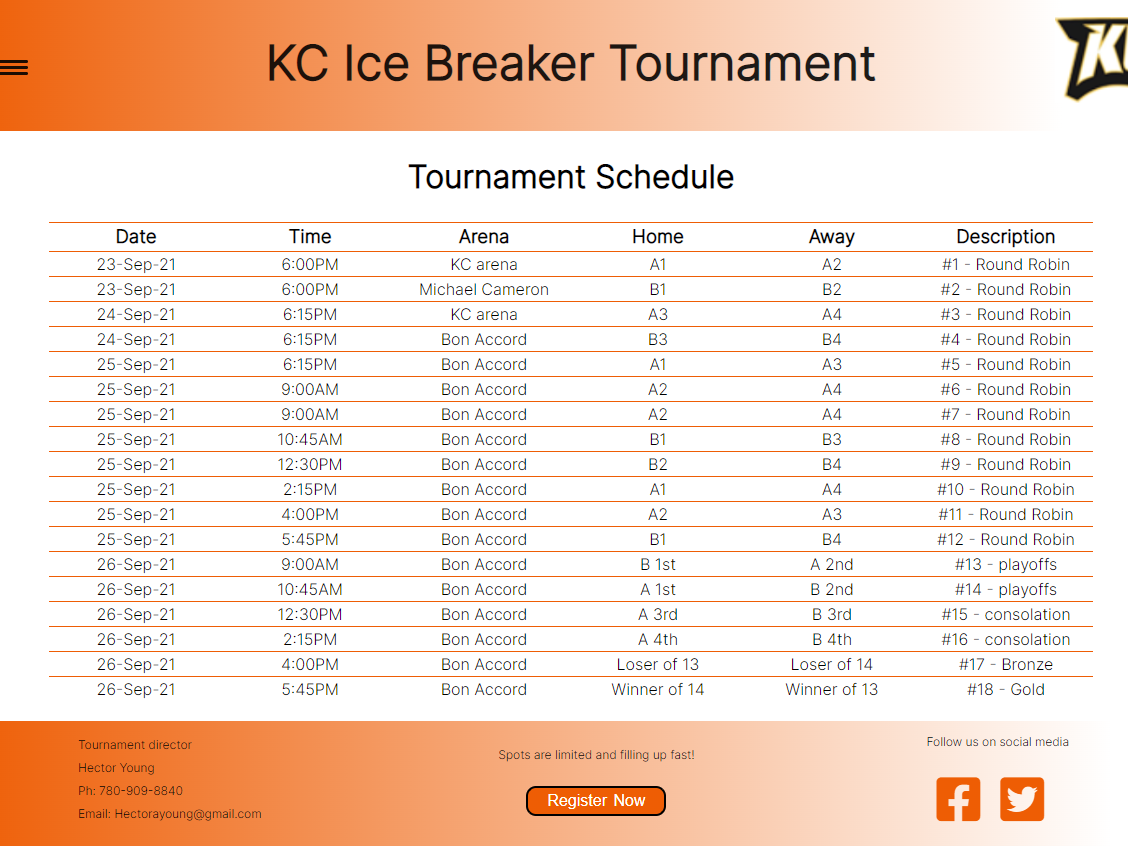 KC Ice Breaker Tournament
K
Tournament Schedule
Date Time Arena Home Away Description
23-Sep-21 6:00PM KC arena A1 A2 #1 - Round Robin
23-Sep-21 6:00PM Michael Cameron B1 B2 #2 - Round Robin
24-Sep-21 6:15PM KC arena A3 A4 #3 - Round Robin
24-Sep-21 6:15PM Bon Accord B3 B4 #4 - Round Robin
25-Sep-21 6:15PM Bon Accord A1 A3 #5 - Round Robin
25-Sep-21 9:00AM Bon Accord A2 A4 #6 - Round Robin
25-Sep-21 9:00AM Bon Accord A2 A4 #7 - Round Robin
25-Sep-21 10:45AM Bon Accord B1 B3 #8 - Round Robin
25-Sep-21 12:30PM Bon Accord B2 B4 #9 - Round Robin
25-Sep-21 2:15PM Bon Accord A1 A4 #10 - Round Robin
25-Sep-21 4:00PM Bon Accord A2 A3 #11 - Round Robin
25-Sep-21 5:45PM Bon Accord B1 B4 #12 - Round Robin
26-Sep-21 9:00AM Bon Accord B 1st A 2nd #13 - playoffs
26-Sep-21 10:45AM Bon Accord A 1st B 2nd #14 - playoffs
26-Sep-21 12:30PM Bon Accord A 3rd B 3rd #15 - consolation
26-Sep-21 2:15PM Bon Accord A 4th B 4th #16 - consolation
26-Sep-21 4:00PM Bon Accord Loser of 13 Loser of 14 #17 - Bronze
26-Sep-21 5:45PM Bon Accord Winner of 14 Winner of 13 #18 - Gold
Tournament director
Hector Young
Ph: 780-909-8840
Email: Hectorayoung@gmail.com
Spots are limited and filling up fast!
Register Now
Follow us on social media